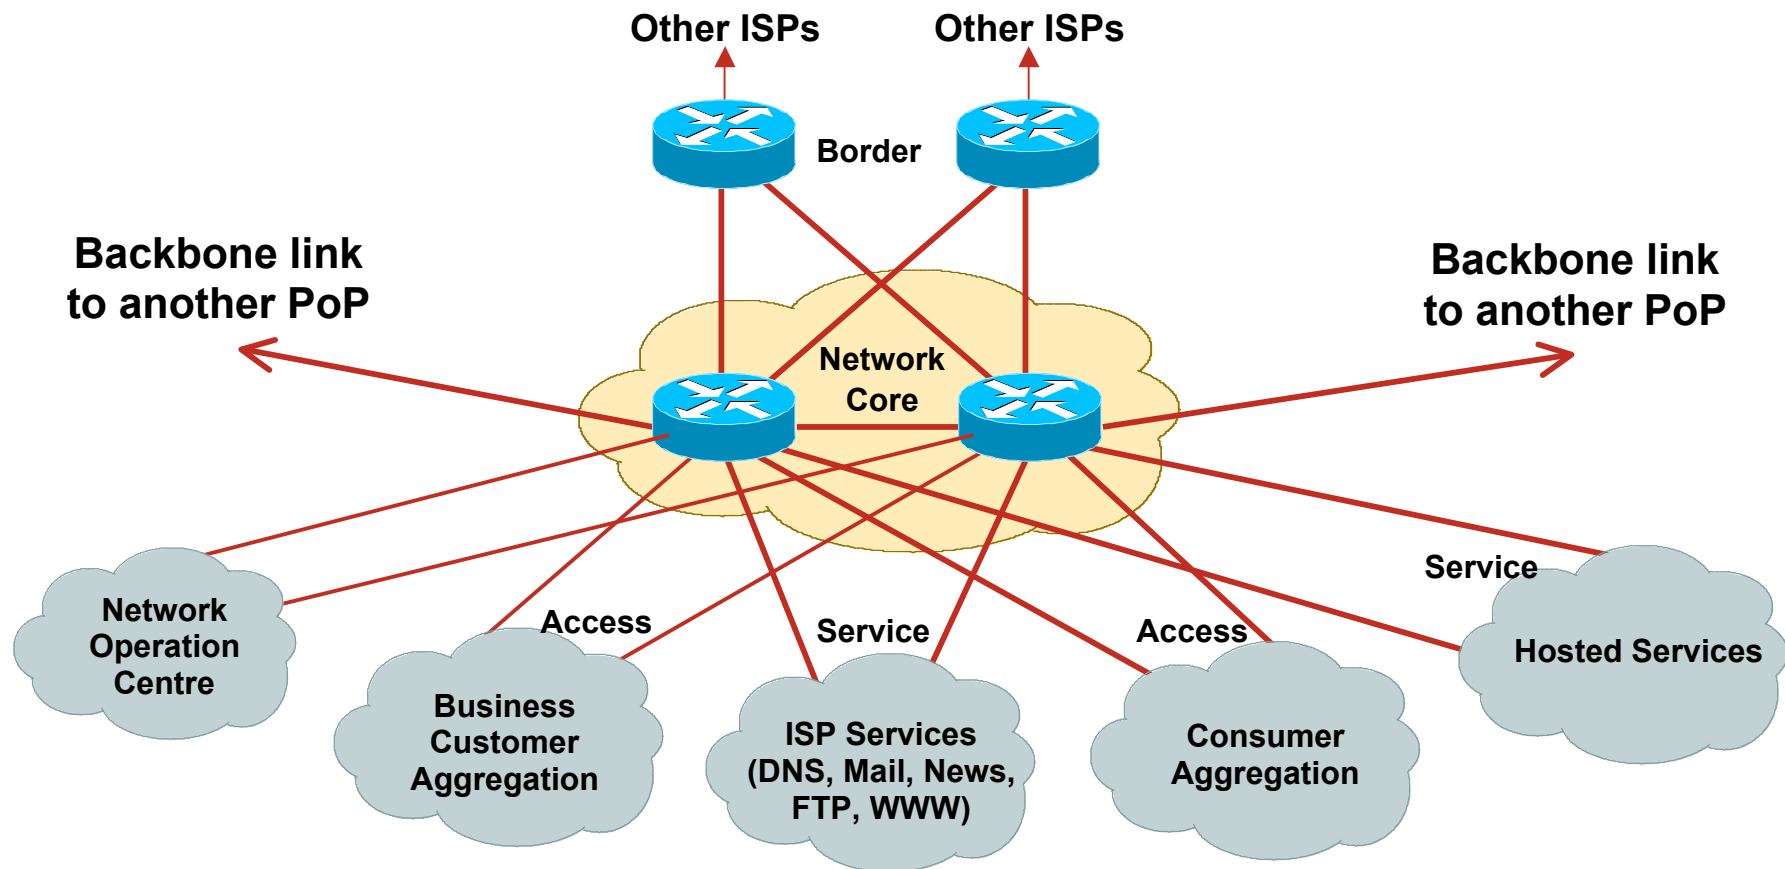 Other ISPs
Other ISPs
Border
Backbone link
to another PoP
Backbone link
to another PoP
Network
Core
Network
Operation
Centre
Access
Business
Customer
Aggregation
Service
ISP Services
(DNS, Mail, News,
FTP, WWW)
Access
Consumer
Aggregation
Service
Hosted Services